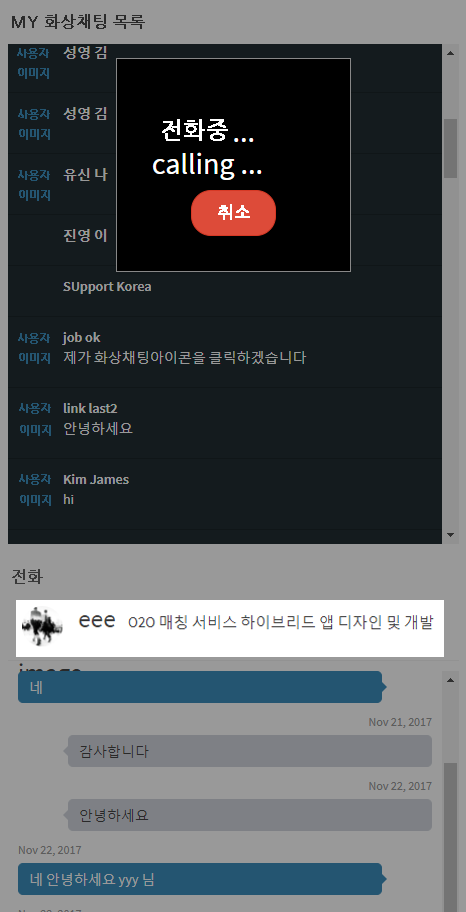 MY 화상채팅 목록
사용자 성영 김
이미지
사용자 성영 김
이미지
사용자 유신 나
이미지
진영 이
SUpport Korea
사용자 job ok
이미지 제가 화상채팅아이콘을 클릭하겠습니다
사용자 link last2
이미지 안녕하세요
사용자 Kim James
이미지 hi
전화중 ...
calling ...
취소
전화
eee O2O 매칭 서비스 하이브리드 앱 디자인 및 개발
image
네
Nov 21, 2017
감사합니다
Nov 22, 2017
안녕하세요
Nov 22, 2017
네 안녕하세요 yyy 님